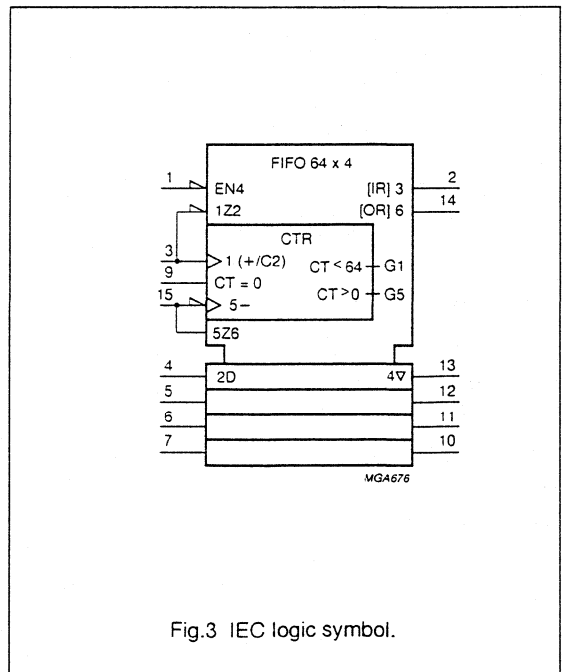 FIFO 64 x 4
1 EN4 [IR] 3 2
1Z2 [OR] 6 14
CTR
3 1 (+/C2) CT < 64 G1
9 CT = 0
CT > 0 G5
15 5−
5Z6
4 2D 4▽ 13
5 12
6 11
7 10
MGA676
Fig.3 IEC logic symbol.